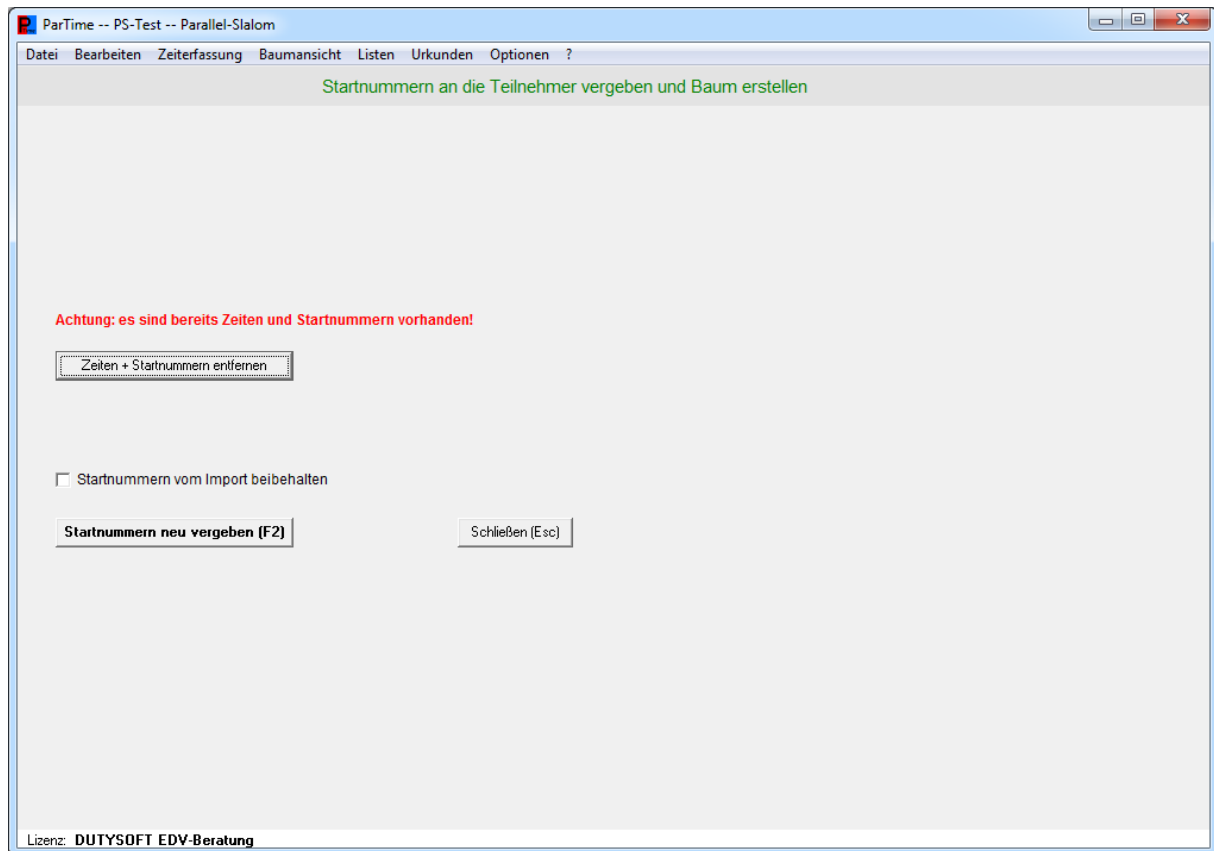 ParTime -- PS-Test -- Parallel-Slalom
Datei Bearbeiten Zeiterfassung Baumansicht Listen Urkunden Optionen ?
Startnummern an die Teilnehmer vergeben und Baum erstellen
Achtung: es sind bereits Zeiten und Startnummern vorhanden!
Zeiten + Startnummern entfernen
Startnummern vom Import beibehalten
Startnummern neu vergeben (F2) Schließen (Esc)
Lizenz: DUTYSOFT EDV-Beratung